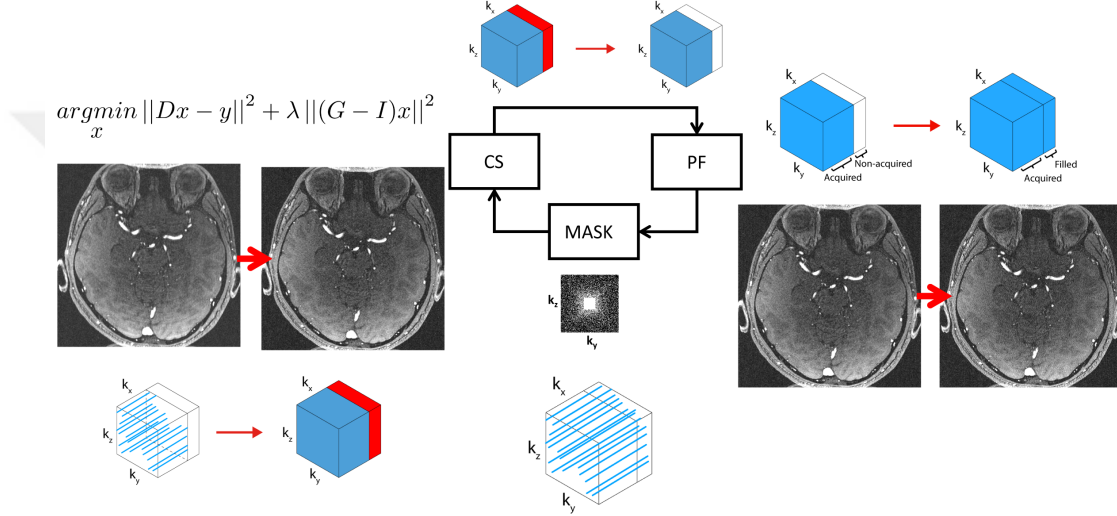 k_x
k_z
k_y
k_x
k_z
k_y
argmin ||Dx − y||² + λ ||(G − I)x||²
x
CS
PF
MASK
k_z
k_y
k_x
k_z
k_y
Acquired
Non-acquired
k_x
k_z
k_y
Acquired
Filled
k_x
k_z
k_y
k_x
k_z
k_y
k_x
k_z
k_y